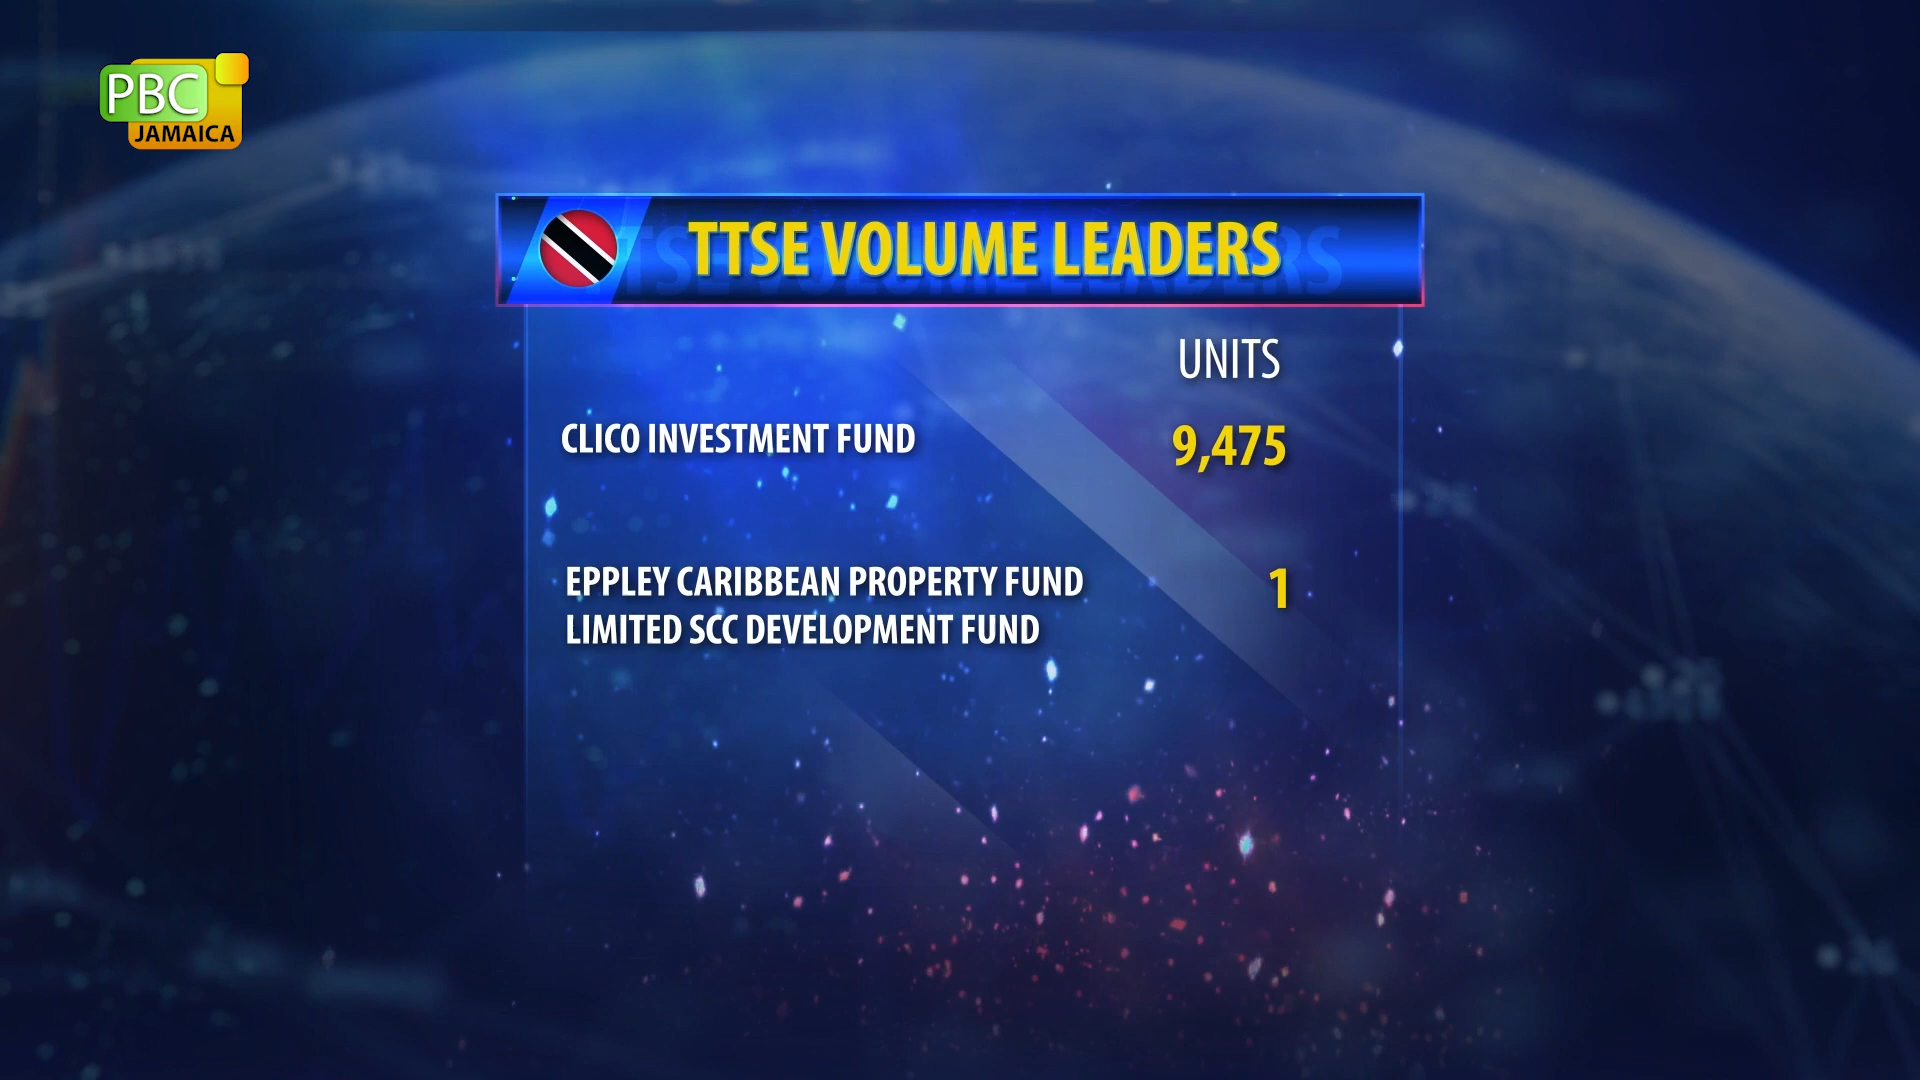 PBC
JAMAICA
TTSE VOLUME LEADERS
UNITS
CLICO INVESTMENT FUND 9,475
EPPLEY CARIBBEAN PROPERTY FUND 1
LIMITED SCC DEVELOPMENT FUND